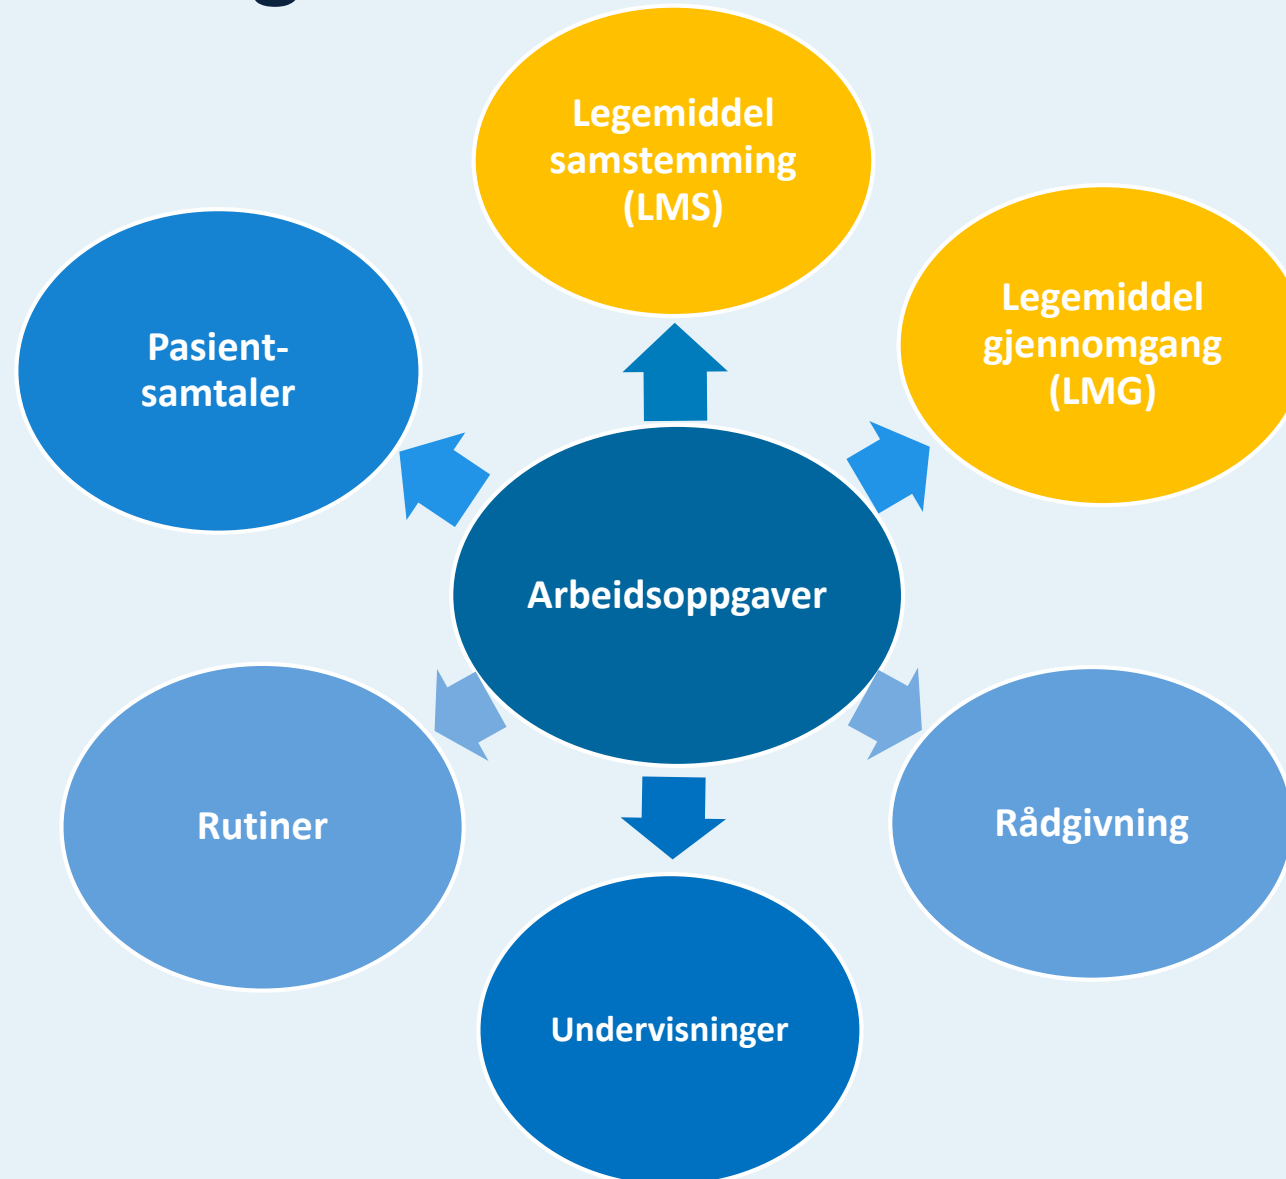 Legemiddel
samstemming
(LMS)
Legemiddel
gjennomgang
(LMG)
Pasient-
samtaler
Arbeidsoppgaver
Rutiner
Rådgivning
Undervisninger